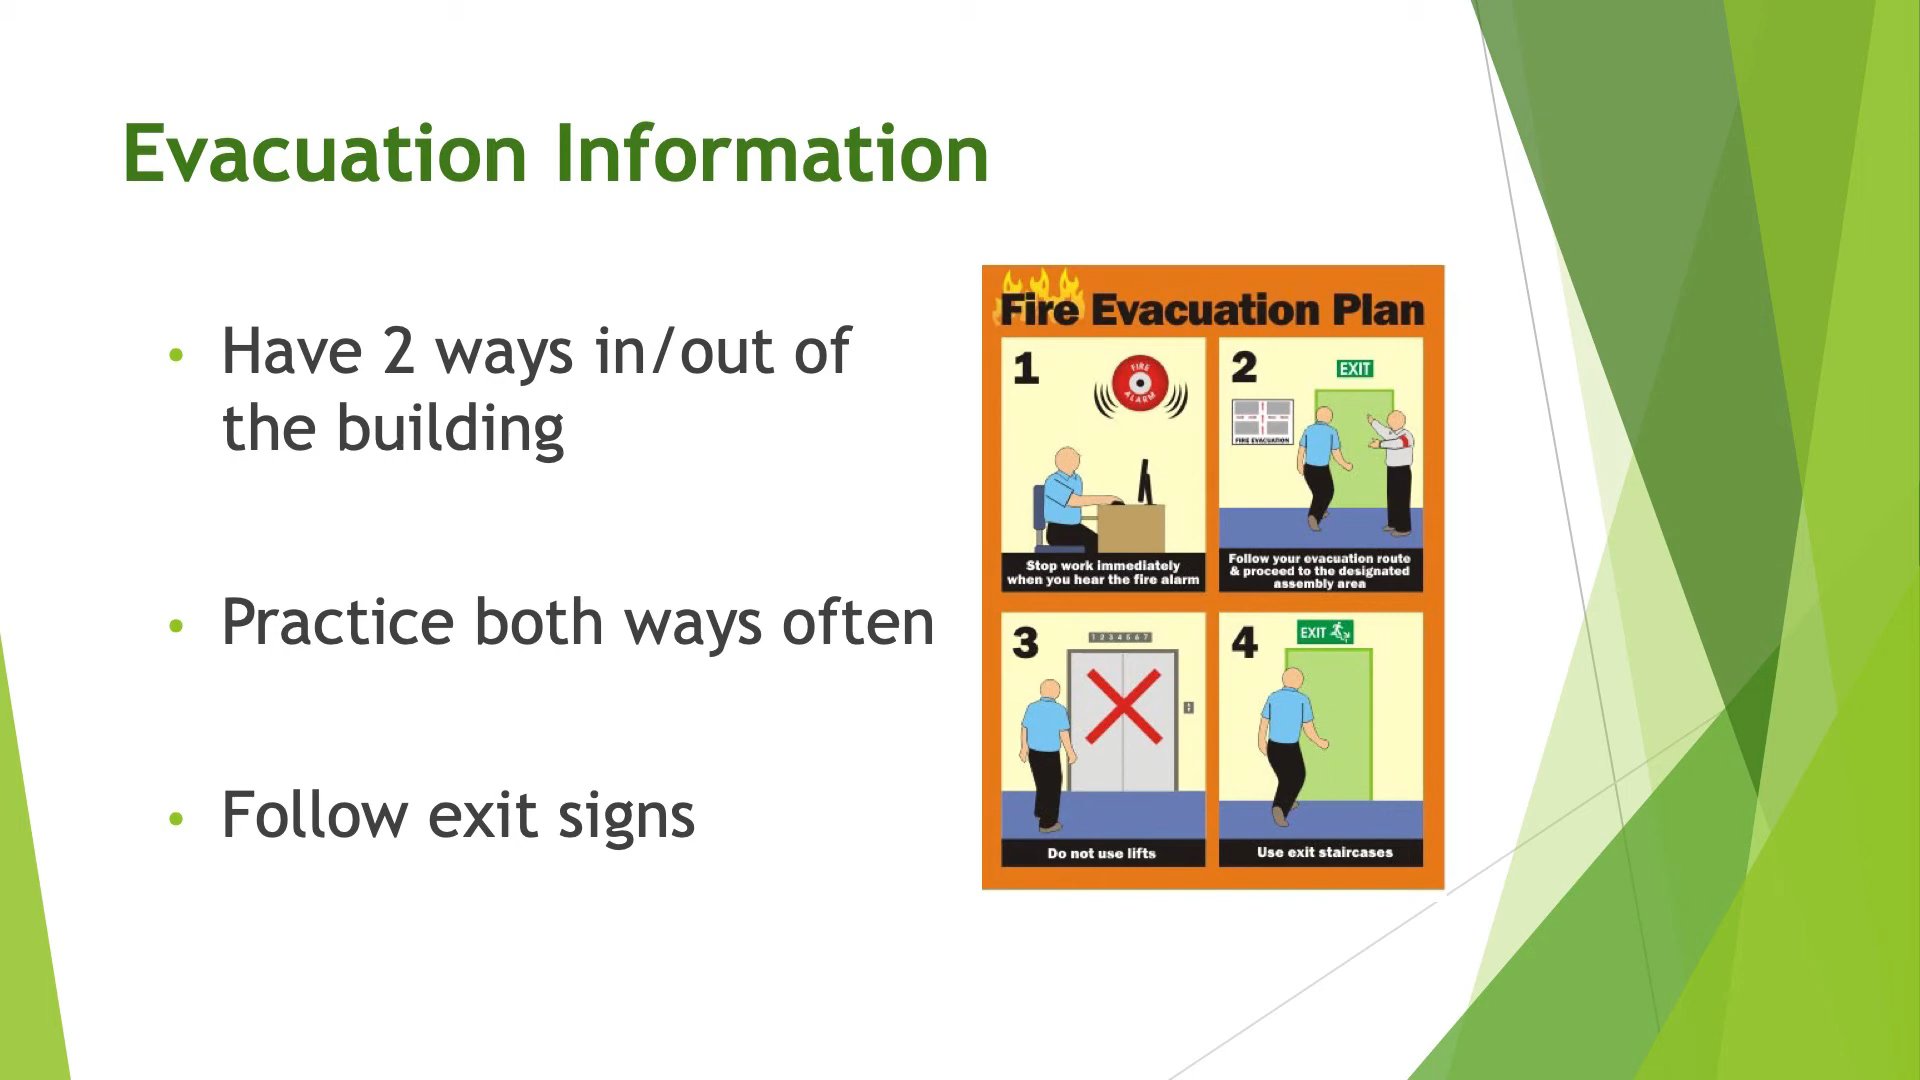 Evacuation Information
• Have 2 ways in/out of
the building
• Practice both ways often
• Follow exit signs
Fire Evacuation Plan
1
FIRE
ALARM
Stop work immediately
when you hear the fire alarm
2
EXIT
FIRE EVACUATION
Follow your evacuation route
& proceed to the designated
assembly area
3
1 2 3 4 5 6 7
Do not use lifts
4
EXIT
Use exit staircases